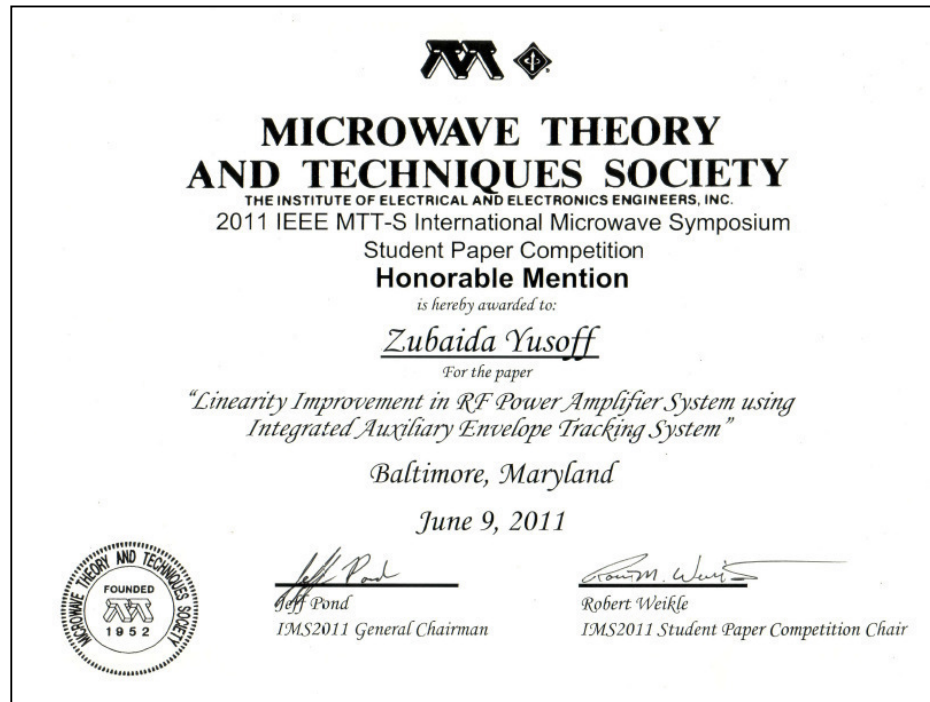 MICROWAVE THEORY
AND TECHNIQUES SOCIETY
THE INSTITUTE OF ELECTRICAL AND ELECTRONICS ENGINEERS, INC.
2011 IEEE MTT-S International Microwave Symposium
Student Paper Competition
Honorable Mention
is hereby awarded to:
Zubaida Yusoff
For the paper
“Linearity Improvement in RF Power Amplifier System using
Integrated Auxiliary Envelope Tracking System”
Baltimore, Maryland
June 9, 2011
MICROWAVE THEORY AND TECHNIQUES SOCIETY
FOUNDED
1952
Jeff Pond
Jeff Pond
IMS2011 General Chairman
Robert Weikle
IMS2011 Student Paper Competition Chair